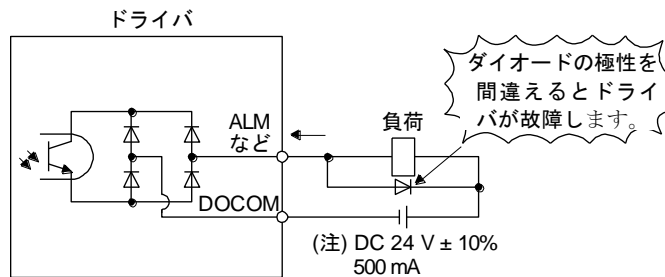 ドライバ
ダイオードの極性を
間違えるとドライ
バが故障します。
ALM
など
負荷
DOCOM
(注) DC 24 V ± 10%
500 mA